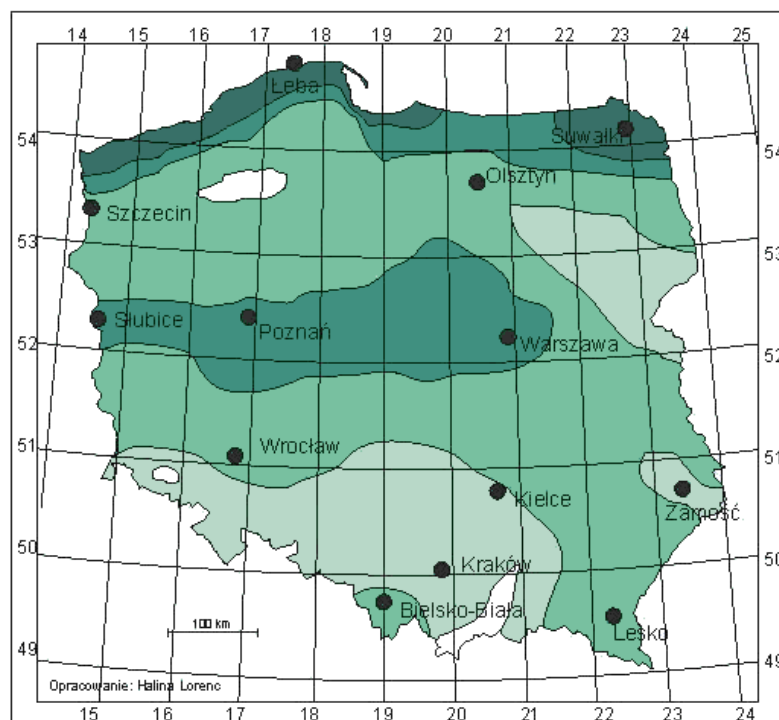 14 15 16 17 18 19 20 21 22 23 24 25
Łeba
54 Suwałki 54
Olsztyn
Szczecin
53 53
Słubice Poznań
52 Warszawa 52
51 Wrocław 51
Kielce
Zamość
50 Kraków 50
Bielsko-Biała
Lesko
100 km
49 49
Opracowanie: Halina Lorenc
15 16 17 18 19 20 21 22 23 24